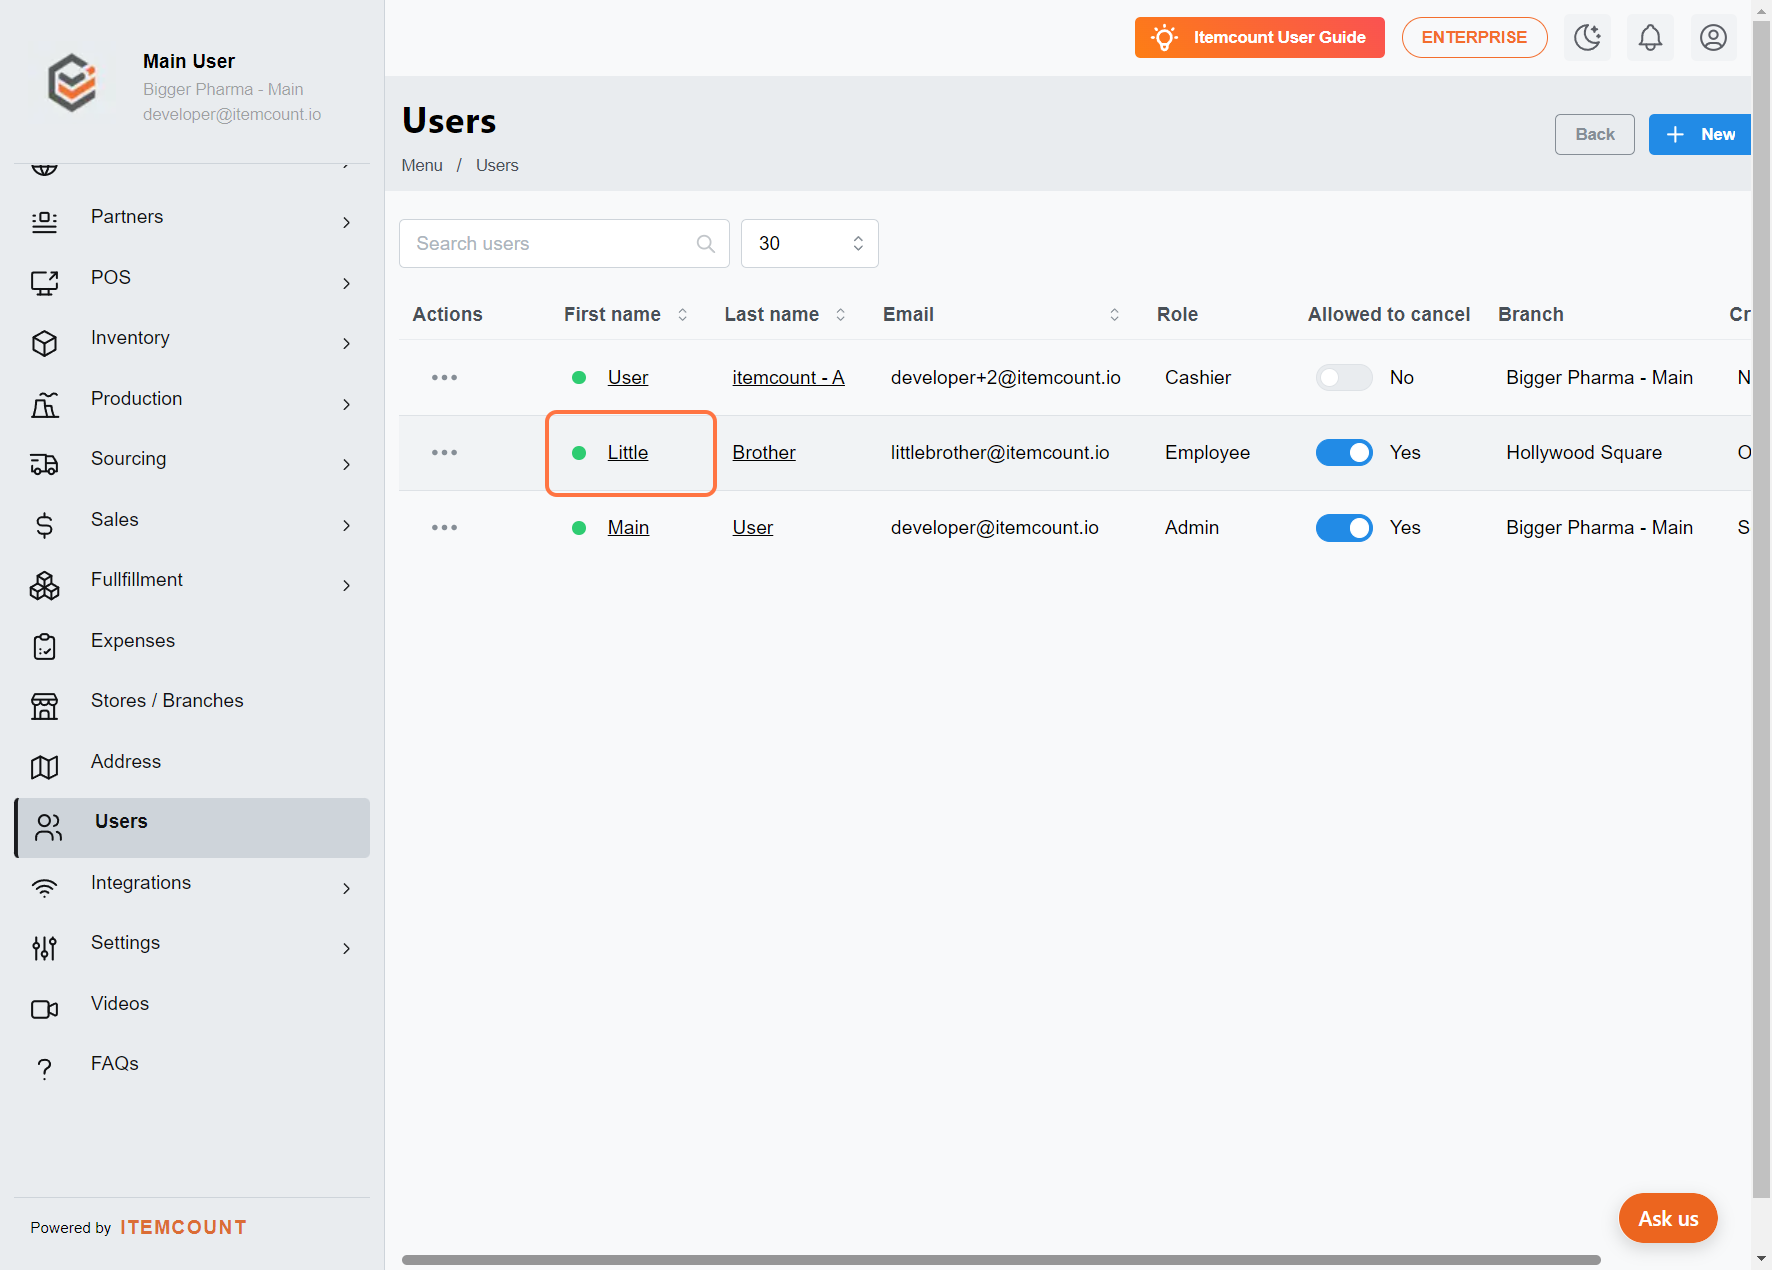 Main User
Bigger Pharma - Main
developer@itemcount.io
Partners
POS
Inventory
Production
Sourcing
Sales
Fullfillment
Expenses
Stores / Branches
Address
Users
Integrations
Settings
Videos
FAQs
Powered by ITEMCOUNT
Itemcount User Guide
ENTERPRISE
Users
Menu / Users
Back
+ New
Search users
30
Actions First name Last name Email Role Allowed to cancel Branch Cr
User itemcount - A developer+2@itemcount.io Cashier No Bigger Pharma - Main N
Little Brother littlebrother@itemcount.io Employee Yes Hollywood Square O
Main User developer@itemcount.io Admin Yes Bigger Pharma - Main S
Ask us